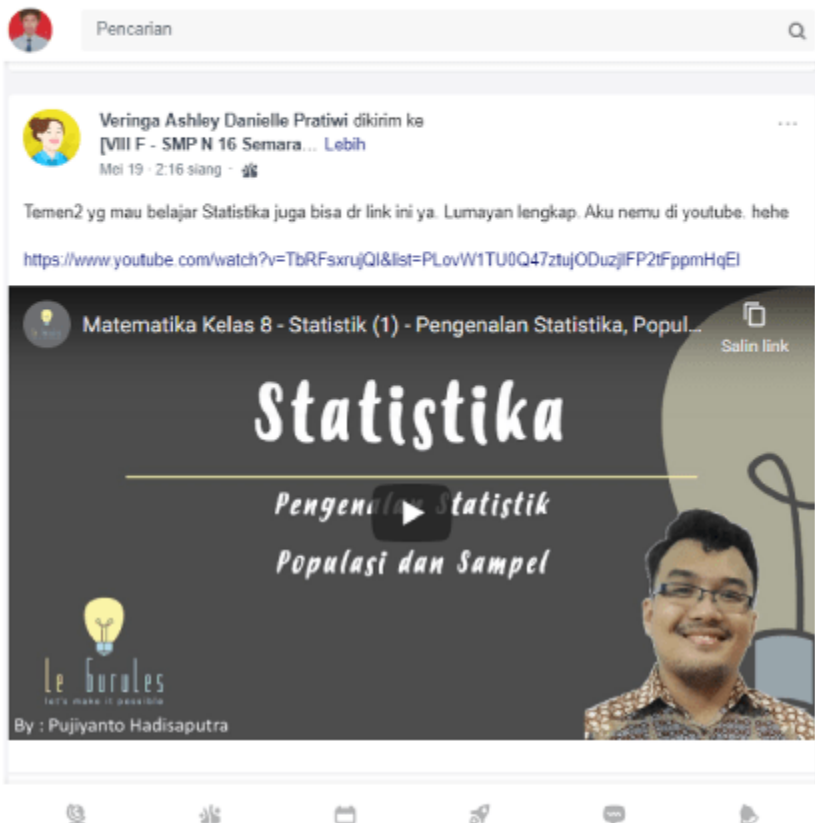 Pencarian
Veringa Ashley Danielle Pratiwi dikirim ke
[VIII F - SMP N 16 Semara... Lebih
Mei 19 · 2:16 siang ·
Temen2 yg mau belajar Statistika juga bisa dr link ini ya. Lumayan lengkap. Aku nemu di youtube. hehe
https://www.youtube.com/watch?v=TbRFsxrujQI&list=PLovW1TU0Q47ztujODuzjIFP2tFppmHqEI
Matematika Kelas 8 - Statistik (1) - Pengenalan Statistika, Popul...
Salin link
Statistika
Pengenalan Statistik
Populasi dan Sampel
Le Gurules
let's make it possible
By : Pujiyanto Hadisaputra